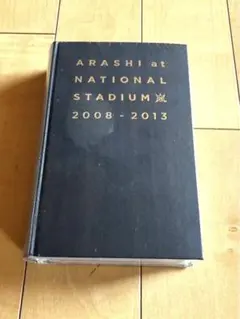 ARASHI at
NATIONAL
STADIUM 嵐
2008 - 2013